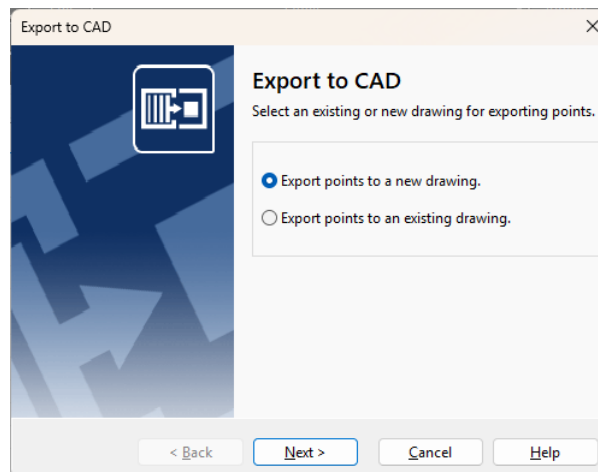 Export to CAD
Export to CAD
Select an existing or new drawing for exporting points.
Export points to a new drawing.
Export points to an existing drawing.
< Back
Next >
Cancel
Help